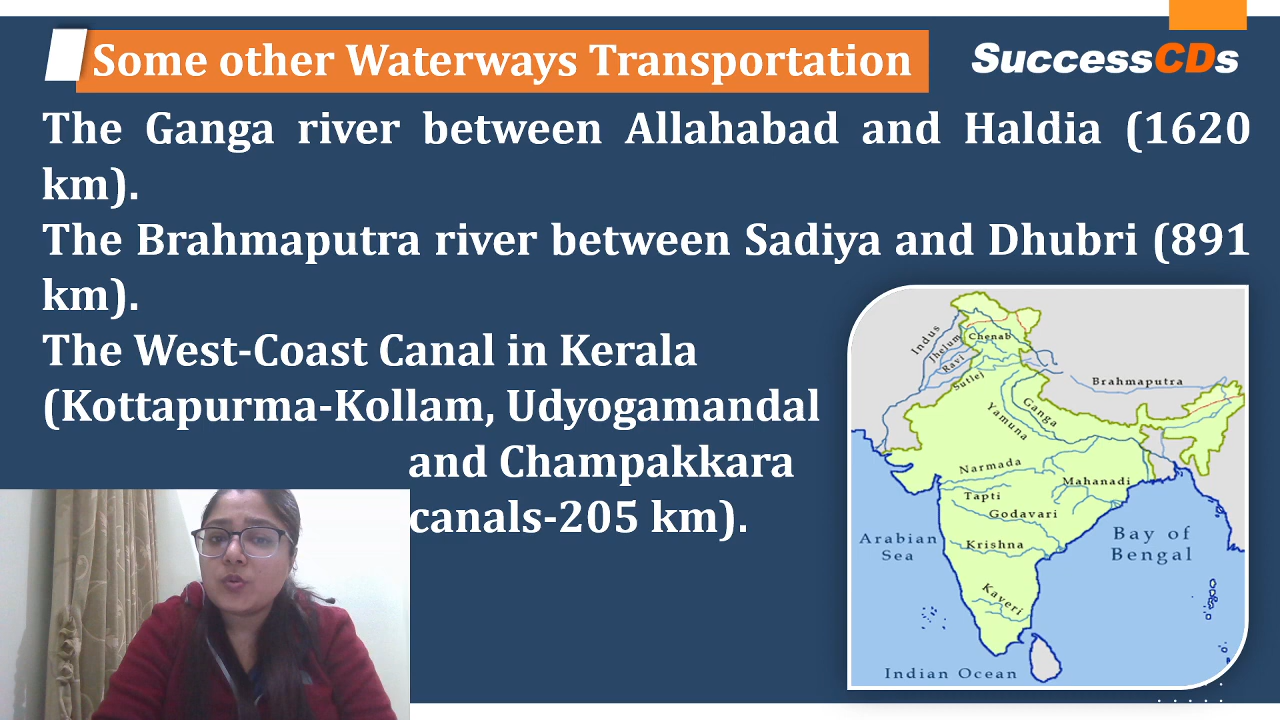 Some other Waterways Transportation
SuccessCDs
The Ganga river between Allahabad and Haldia (1620
km).
The Brahmaputra river between Sadiya and Dhubri (891
km).
The West-Coast Canal in Kerala
(Kottapurma-Kollam, Udyogamandal
and Champakkara
canals-205 km).
Indus
Jhelum
Chenab
Ravi
Sutlej
Brahmaputra
Ganga
Yamuna
Narmada
Mahanadi
Tapti
Godavari
Arabian
Sea
Krishna
Bay of
Bengal
Kaveri
Indian Ocean